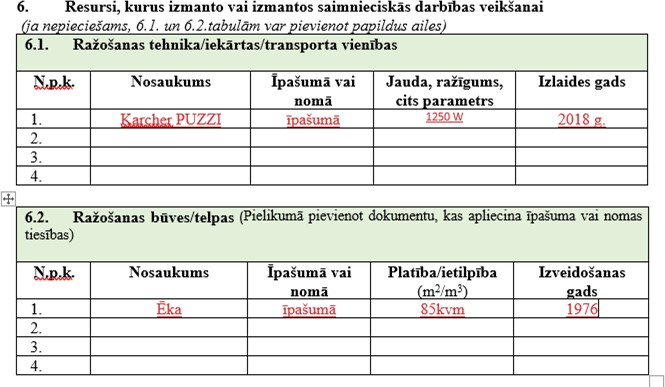 6. Resursi, kurus izmanto vai izmantos saimnieciskās darbības veikšanai
(ja nepieciešams, 6.1. un 6.2.tabulām var pievienot papildus ailes)
6.1. Ražošanas tehnika/iekārtas/transporta vienības
N.p.k. Nosaukums Īpašumā vai nomā Jauda, ražīgums, cits parametrs Izlaides gads
1. Karcher PUZZI īpašumā 1250 W 2018 g.
2.
3.
4.
6.2. Ražošanas būves/telpas (Pielikumā pievienot dokumentu, kas apliecina īpašuma vai nomas
tiesības)
N.p.k. Nosaukums Īpašumā vai nomā Platība/ietilpība (m²/m³) Izveidošanas gads
1. Ēka īpašumā 85kvm 1976
2.
3.
4.